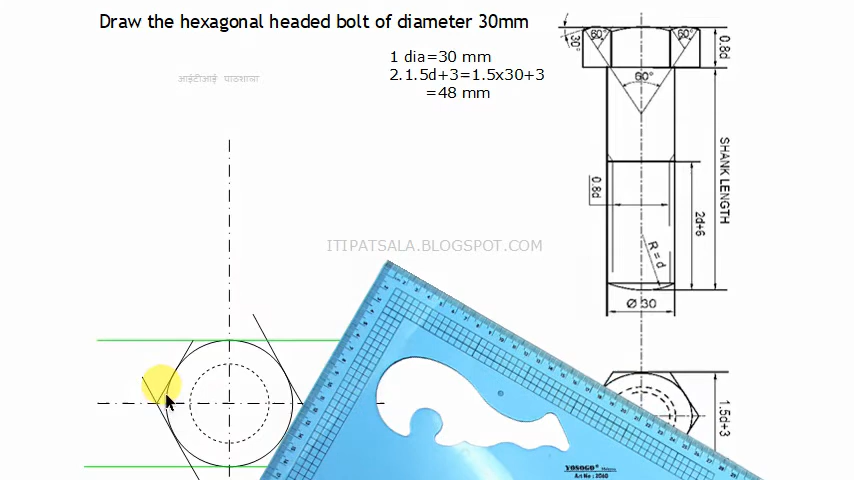 Draw the hexagonal headed bolt of diameter 30mm
1 dia=30 mm
2.1.5d+3=1.5x30+3
=48 mm
आईटीआई पाठशाला
ITIPATSALA.BLOGSPOT.COM
30°
60°
60°
0.8d
60°
SHANK LENGTH
0.8d
2d+6
R = d
Ø 30
1.5d+3
YOSOGO
Art No : 2060